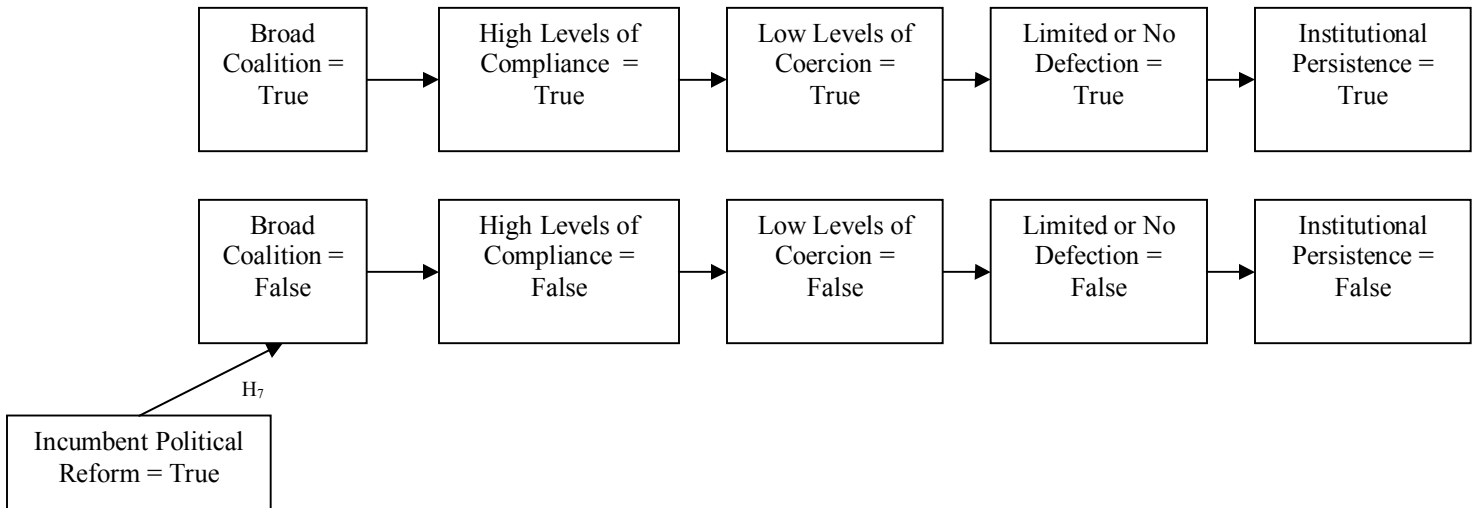 Broad
Coalition =
True
High Levels of
Compliance =
True
Low Levels of
Coercion =
True
Limited or No
Defection =
True
Institutional
Persistence =
True
Broad
Coalition =
False
High Levels of
Compliance =
False
Low Levels of
Coercion =
False
Limited or No
Defection =
False
Institutional
Persistence =
False
H₇
Incumbent Political
Reform = True